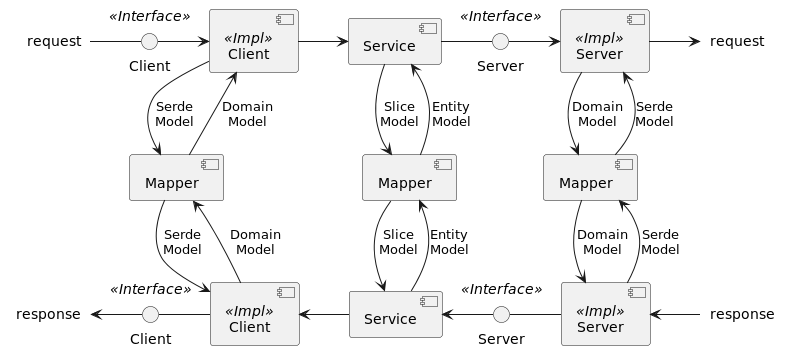 «Interface»
«Interface»
request
Client
«Impl»
Client
Service
Server
«Impl»
Server
request
Serde
Model
Domain
Model
Slice
Model
Entity
Model
Domain
Model
Serde
Model
Mapper
Mapper
Mapper
Serde
Model
Domain
Model
Slice
Model
Entity
Model
Domain
Model
Serde
Model
«Interface»
«Interface»
response
Client
«Impl»
Client
Service
Server
«Impl»
Server
response